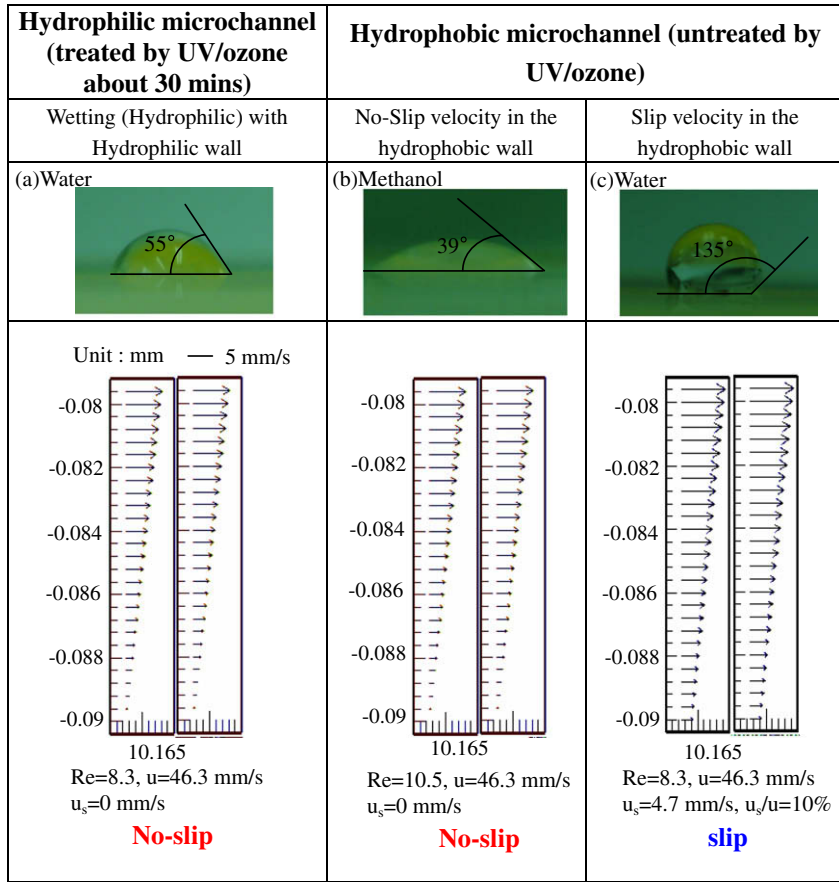 Hydrophilic microchannel
(treated by UV/ozone
about 30 mins)
Hydrophobic microchannel (untreated by
UV/ozone)
Wetting (Hydrophilic) with
Hydrophilic wall
No-Slip velocity in the
hydrophobic wall
Slip velocity in the
hydrophobic wall
(a)Water
55°
(b)Methanol
39°
(c)Water
135°
Unit : mm — 5 mm/s
-0.08
-0.082
-0.084
-0.086
-0.088
-0.09
10.165
Re=8.3, u=46.3 mm/s
uₛ=0 mm/s
No-slip
-0.08
-0.082
-0.084
-0.086
-0.088
-0.09
10.165
Re=10.5, u=46.3 mm/s
uₛ=0 mm/s
No-slip
-0.08
-0.082
-0.084
-0.086
-0.088
-0.09
10.165
Re=8.3, u=46.3 mm/s
uₛ=4.7 mm/s, uₛ/u=10%
slip